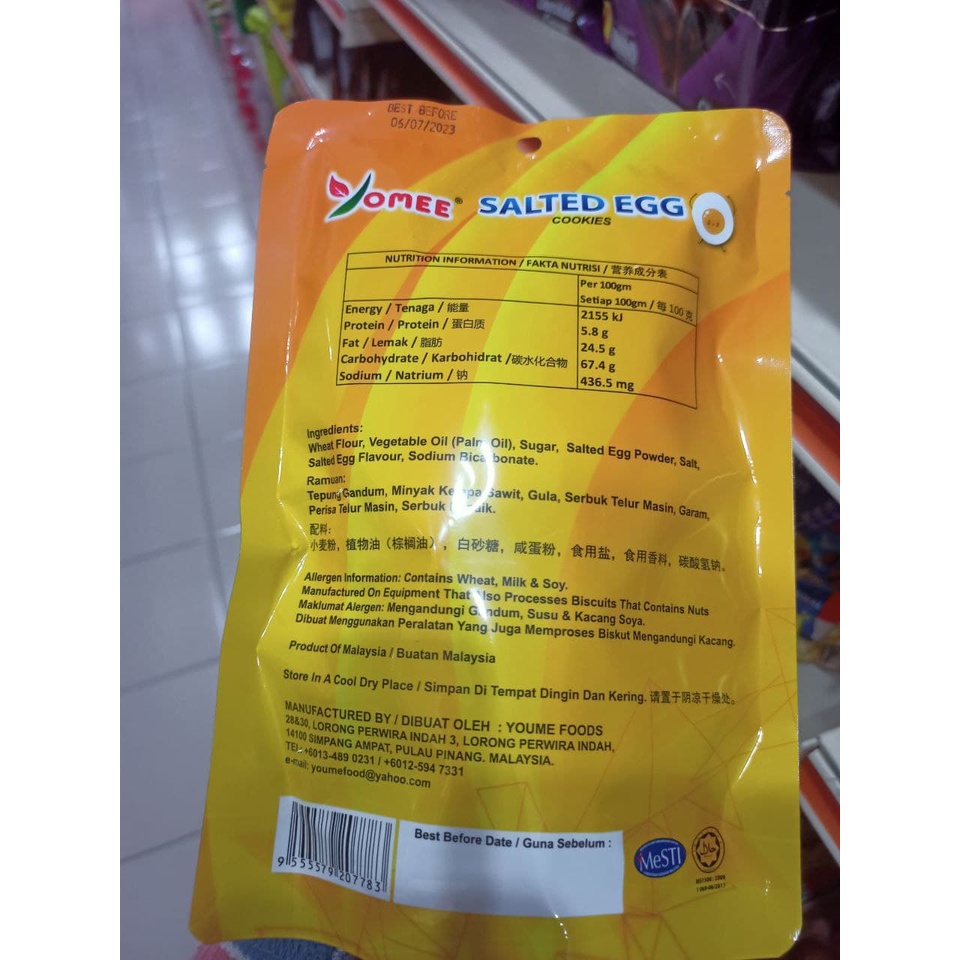 BEST BEFORE
06/07/2023
YOMEE® SALTED EGG
COOKIES
NUTRITION INFORMATION / FAKTA NUTRISI / 营养成分表
Per 100gm
Setiap 100gm / 每 100 克
Energy / Tenaga / 能量 2155 kJ
Protein / Protein / 蛋白质 5.8 g
Fat / Lemak / 脂肪 24.5 g
Carbohydrate / Karbohidrat /碳水化合物 67.4 g
Sodium / Natrium / 钠 436.5 mg
Ingredients:
Wheat Flour, Vegetable Oil (Palm Oil), Sugar, Salted Egg Powder, Salt,
Salted Egg Flavour, Sodium Bicarbonate.
Ramuan:
Tepung Gandum, Minyak Kelapa Sawit, Gula, Serbuk Telur Masin, Garam,
Perisa Telur Masin, Serbuk
配料:
小麦粉, 植物油（棕榈油）, 白砂糖, 咸蛋粉, 食用盐, 食用香料, 碳酸氢钠。
Allergen Information: Contains Wheat, Milk & Soy.
Manufactured On Equipment That Also Processes Biscuits That Contains Nuts
Maklumat Alergen: Mengandungi Gandum, Susu & Kacang Soya.
Dibuat Menggunakan Peralatan Yang Juga Memproses Biskut Mengandungi Kacang.
Product Of Malaysia / Buatan Malaysia
Store In A Cool Dry Place / Simpan Di Tempat Dingin Dan Kering. 请置于阴凉干燥处。
MANUFACTURED BY / DIBUAT OLEH : YOUME FOODS
28&30, LORONG PERWIRA INDAH 3, LORONG PERWIRA INDAH,
14100 SIMPANG AMPAT, PULAU PINANG. MALAYSIA.
TEL: +6013-489 0231 / +6012-594 7331
e-mail: youmefood@yahoo.com
Best Before Date / Guna Sebelum :
9 555579 207783
MeSTI
حلال